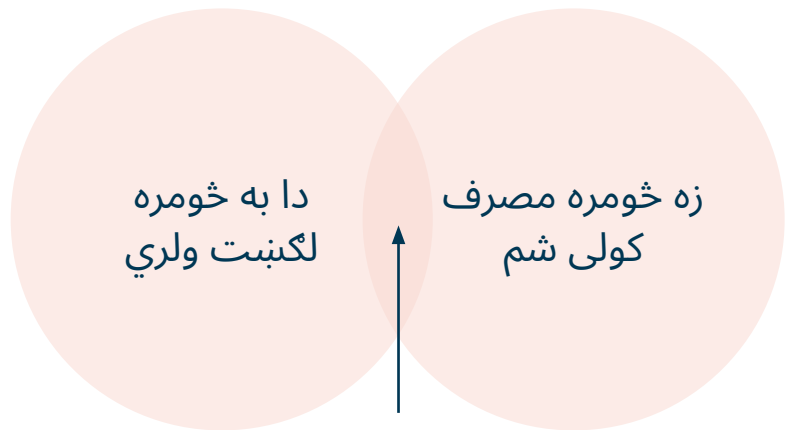 زه څومره مصرف
کولی شم
دا به څومره
لګښت ولري